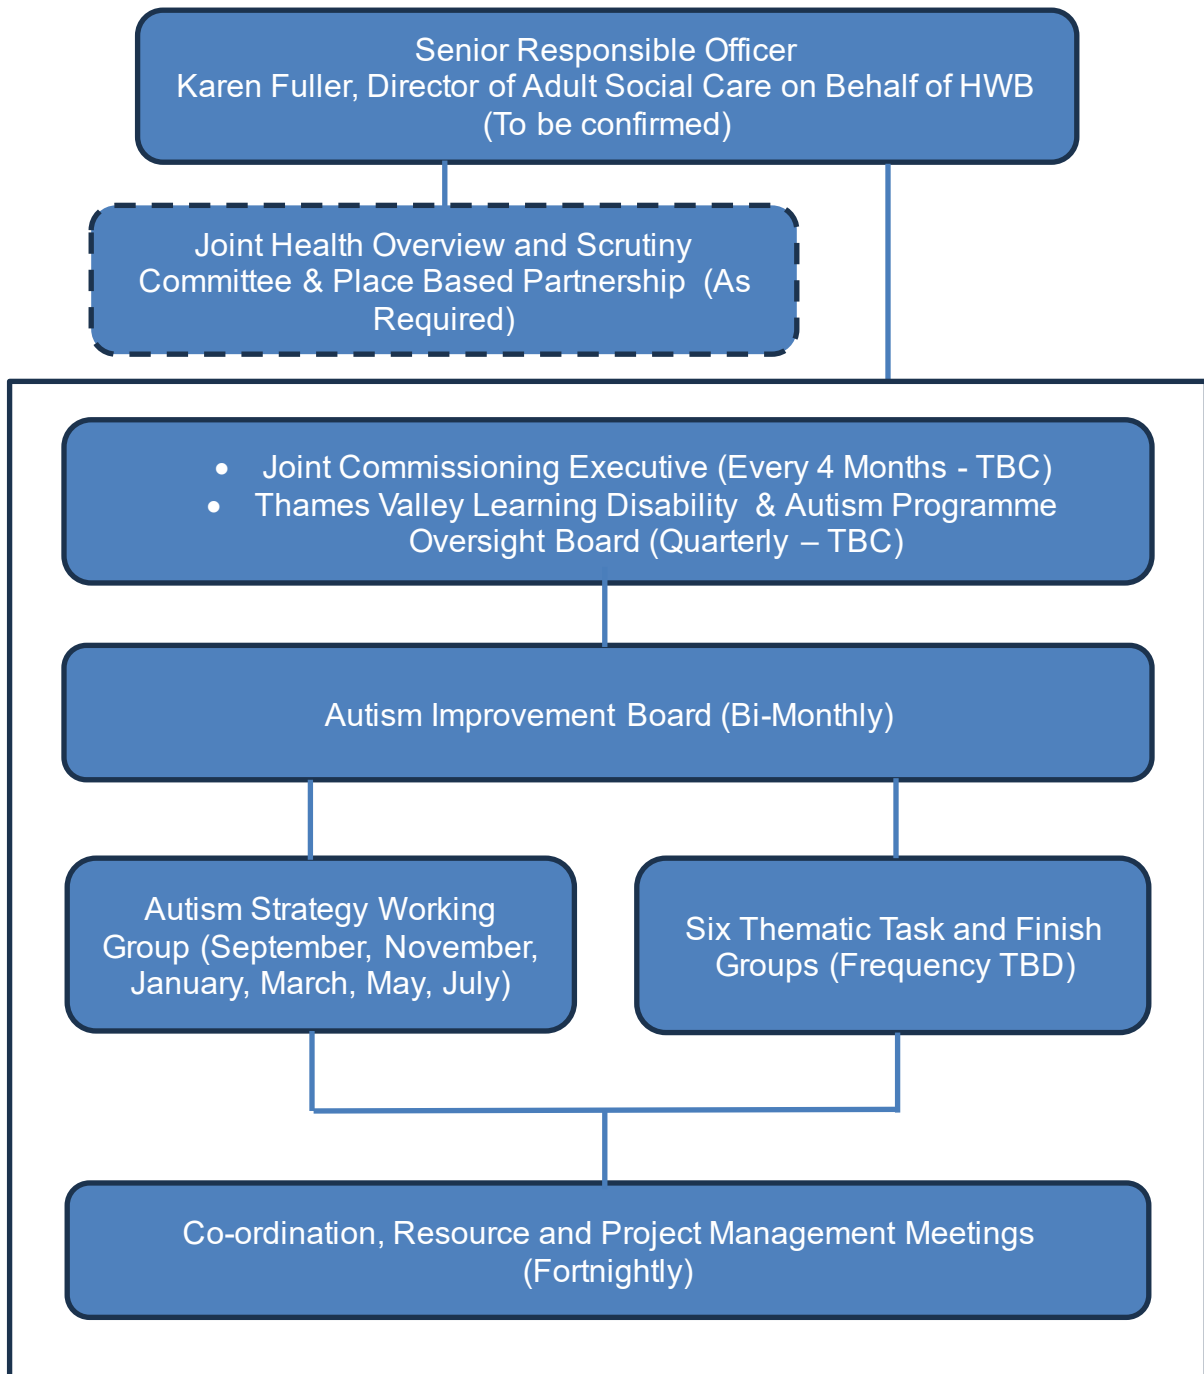 Senior Responsible Officer
Karen Fuller, Director of Adult Social Care on Behalf of HWB
(To be confirmed)
Joint Health Overview and Scrutiny
Committee & Place Based Partnership (As
Required)
• Joint Commissioning Executive (Every 4 Months - TBC)
• Thames Valley Learning Disability & Autism Programme
Oversight Board (Quarterly – TBC)
Autism Improvement Board (Bi-Monthly)
Autism Strategy Working
Group (September, November,
January, March, May, July)
Six Thematic Task and Finish
Groups (Frequency TBD)
Co-ordination, Resource and Project Management Meetings
(Fortnightly)